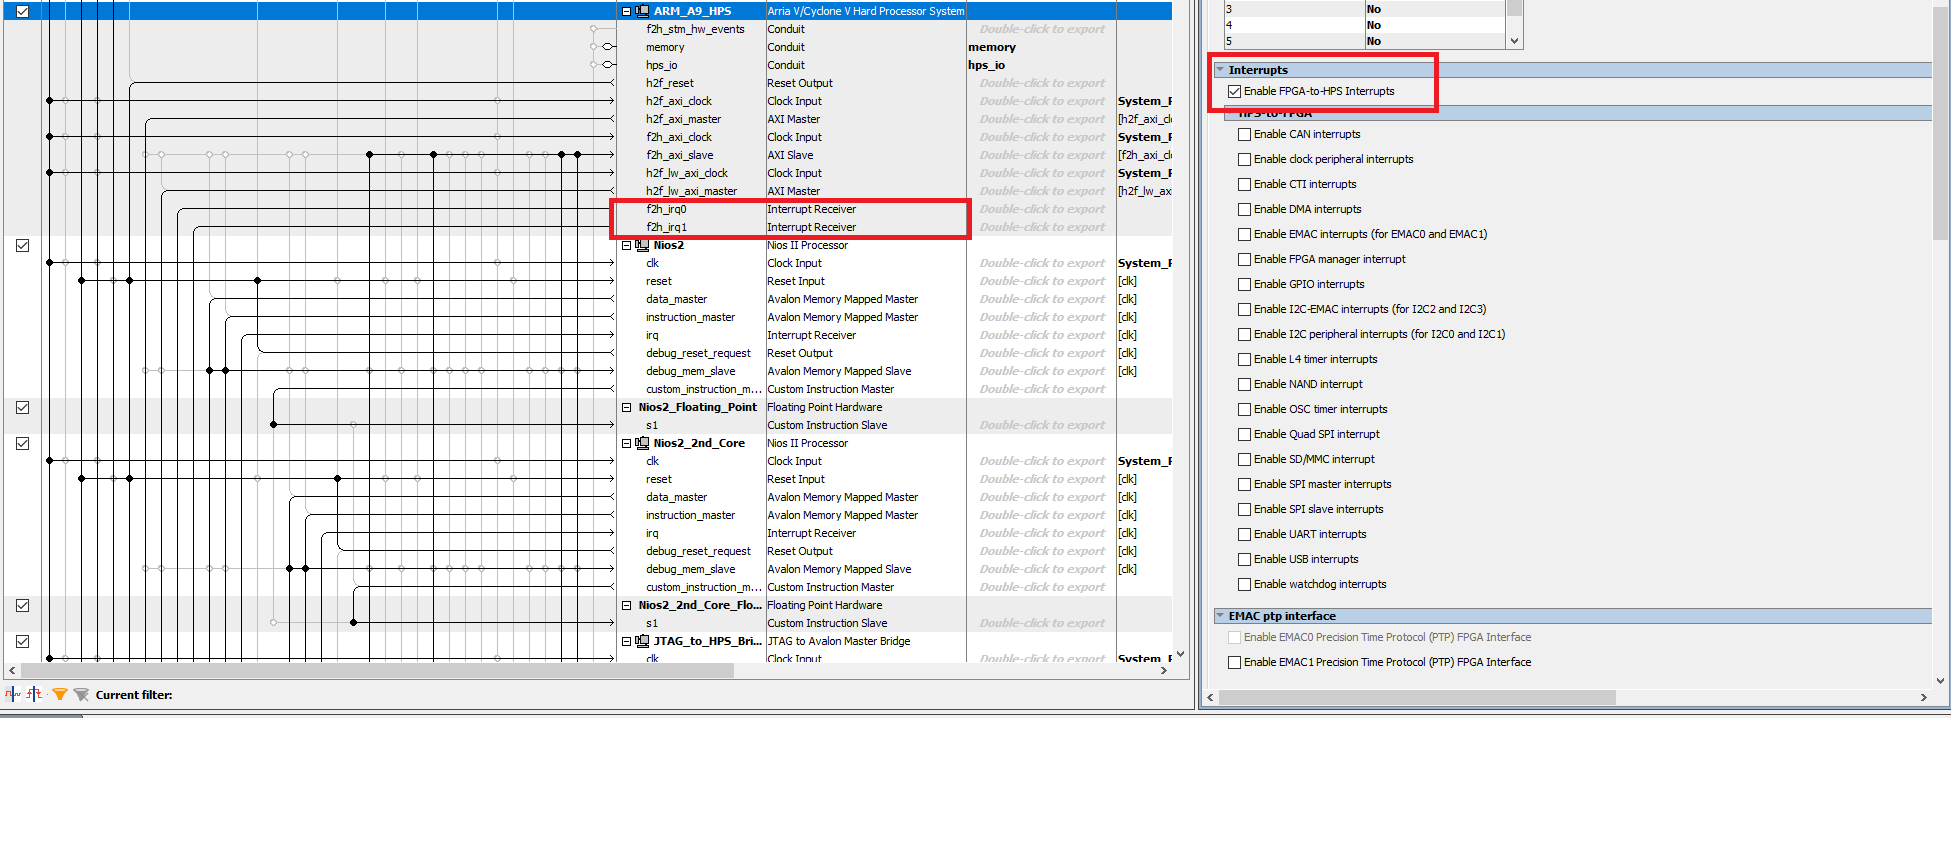 ARM_A9_HPS Arria V/Cyclone V Hard Processor System
f2h_stm_hw_events Conduit Double-click to export
memory Conduit memory
hps_io Conduit hps_io
h2f_reset Reset Output Double-click to export
h2f_axi_clock Clock Input Double-click to export System_F
h2f_axi_master AXI Master Double-click to export [h2f_axi_cl
f2h_axi_clock Clock Input Double-click to export System_F
f2h_axi_slave AXI Slave Double-click to export [f2h_axi_cl
h2f_lw_axi_clock Clock Input Double-click to export System_F
h2f_lw_axi_master AXI Master Double-click to export [h2f_lw_ax
f2h_irq0 Interrupt Receiver Double-click to export
f2h_irq1 Interrupt Receiver Double-click to export
Nios2 Nios II Processor
clk Clock Input Double-click to export System_F
reset Reset Input Double-click to export [clk]
data_master Avalon Memory Mapped Master Double-click to export [clk]
instruction_master Avalon Memory Mapped Master Double-click to export [clk]
irq Interrupt Receiver Double-click to export [clk]
debug_reset_request Reset Output Double-click to export [clk]
debug_mem_slave Avalon Memory Mapped Slave Double-click to export [clk]
custom_instruction_m... Custom Instruction Master Double-click to export
Nios2_Floating_Point Floating Point Hardware
s1 Custom Instruction Slave Double-click to export
Nios2_2nd_Core Nios II Processor
clk Clock Input Double-click to export System_F
reset Reset Input Double-click to export [clk]
data_master Avalon Memory Mapped Master Double-click to export [clk]
instruction_master Avalon Memory Mapped Master Double-click to export [clk]
irq Interrupt Receiver Double-click to export [clk]
debug_reset_request Reset Output Double-click to export [clk]
debug_mem_slave Avalon Memory Mapped Slave Double-click to export [clk]
custom_instruction_m... Custom Instruction Master Double-click to export
Nios2_2nd_Core_Flo... Floating Point Hardware
s1 Custom Instruction Slave Double-click to export
JTAG_to_HPS_Bri... JTAG to Avalon Master Bridge
clk Clock Input Double-click to export System_F
Current filter:
3 No
4 No
5 No
Interrupts
Enable FPGA-to-HPS Interrupts
HPS-to-FPGA
Enable CAN interrupts
Enable clock peripheral interrupts
Enable CTI interrupts
Enable DMA interrupts
Enable EMAC interrupts (for EMAC0 and EMAC1)
Enable FPGA manager interrupt
Enable GPIO interrupts
Enable I2C-EMAC interrupts (for I2C2 and I2C3)
Enable I2C peripheral interrupts (for I2C0 and I2C1)
Enable L4 timer interrupts
Enable NAND interrupt
Enable OSC timer interrupts
Enable Quad SPI interrupt
Enable SD/MMC interrupt
Enable SPI master interrupts
Enable SPI slave interrupts
Enable UART interrupts
Enable USB interrupts
Enable watchdog interrupts
EMAC ptp interface
Enable EMAC0 Precision Time Protocol (PTP) FPGA Interface
Enable EMAC1 Precision Time Protocol (PTP) FPGA Interface